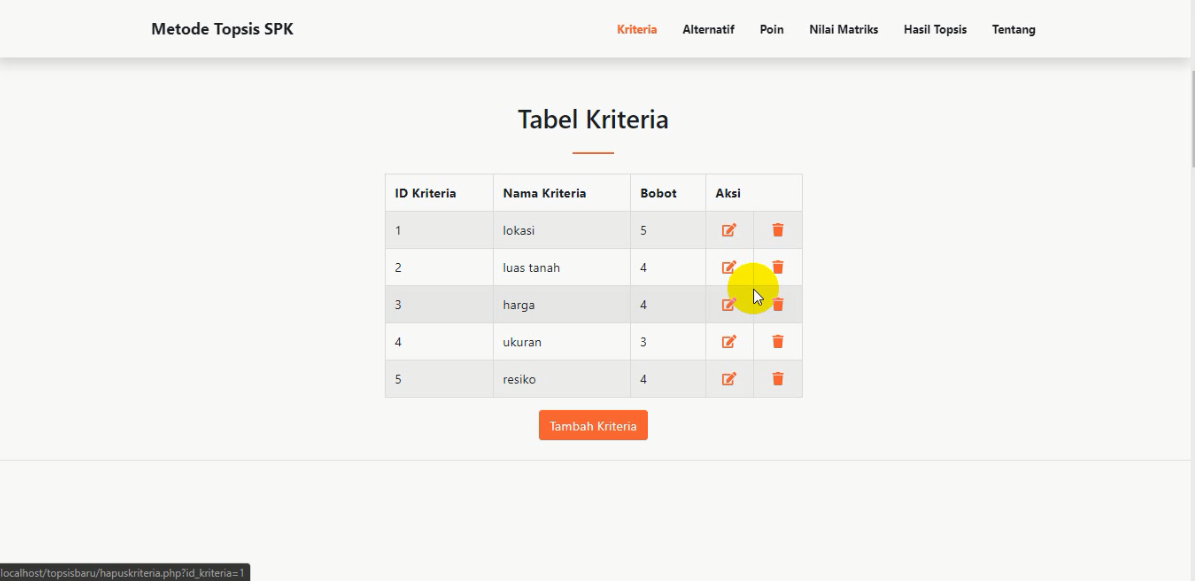 Metode Topsis SPK Kriteria Alternatif Poin Nilai Matriks Hasil Topsis Tentang
Tabel Kriteria
ID Kriteria Nama Kriteria Bobot Aksi
1 lokasi 5
2 luas tanah 4
3 harga 4
4 ukuran 3
5 resiko 4
Tambah Kriteria
localhost/topsisbaru/hapuskriteria.php?id_kriteria=1